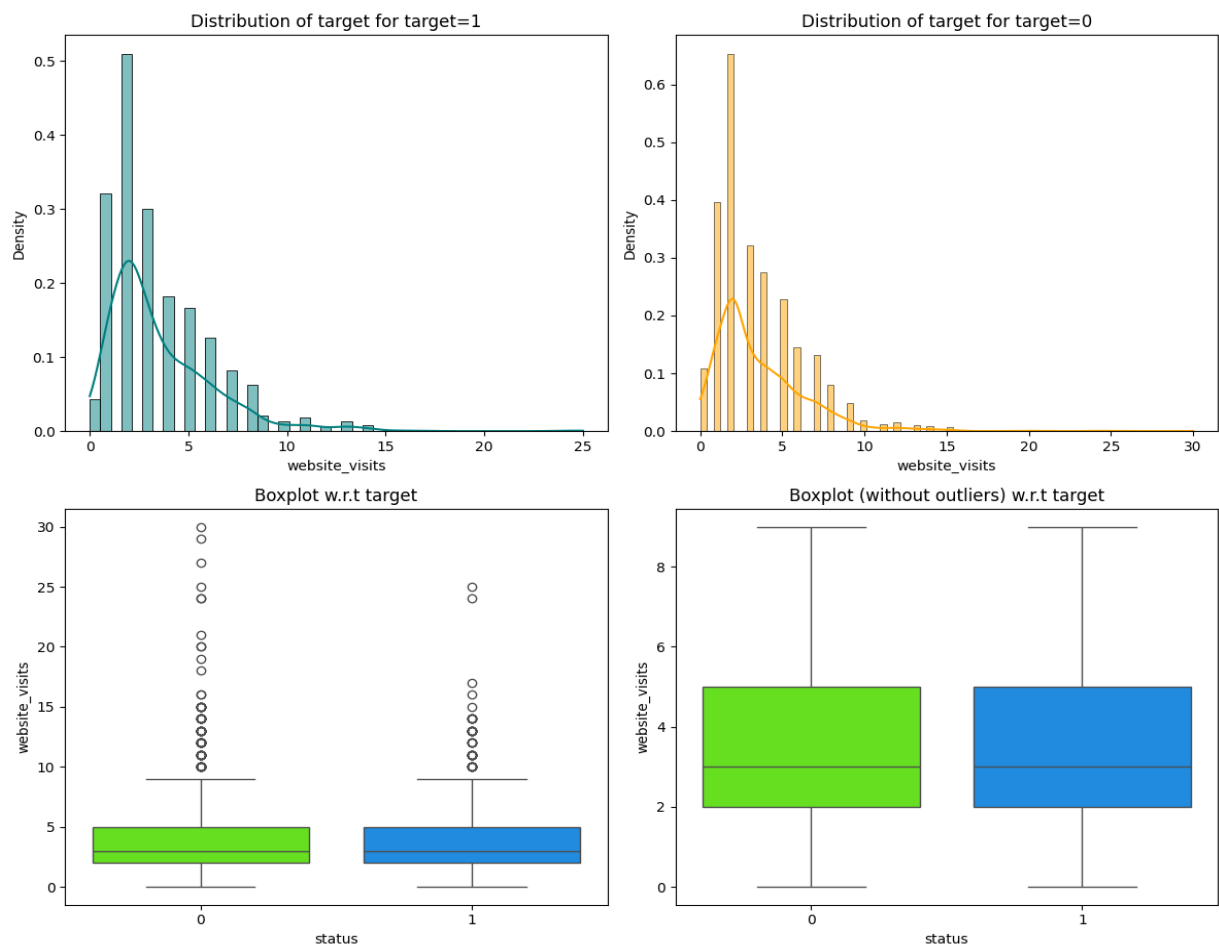 Distribution of target for target=1
0.5
0.4
0.3
0.2
0.1
0.0
Density
0 5 10 15 20 25
website_visits
Distribution of target for target=0
0.6
0.5
0.4
0.3
0.2
0.1
0.0
Density
0 5 10 15 20 25 30
website_visits
Boxplot w.r.t target
30
25
20
15
10
5
0
website_visits
0 1
status
Boxplot (without outliers) w.r.t target
8
6
4
2
0
website_visits
0 1
status